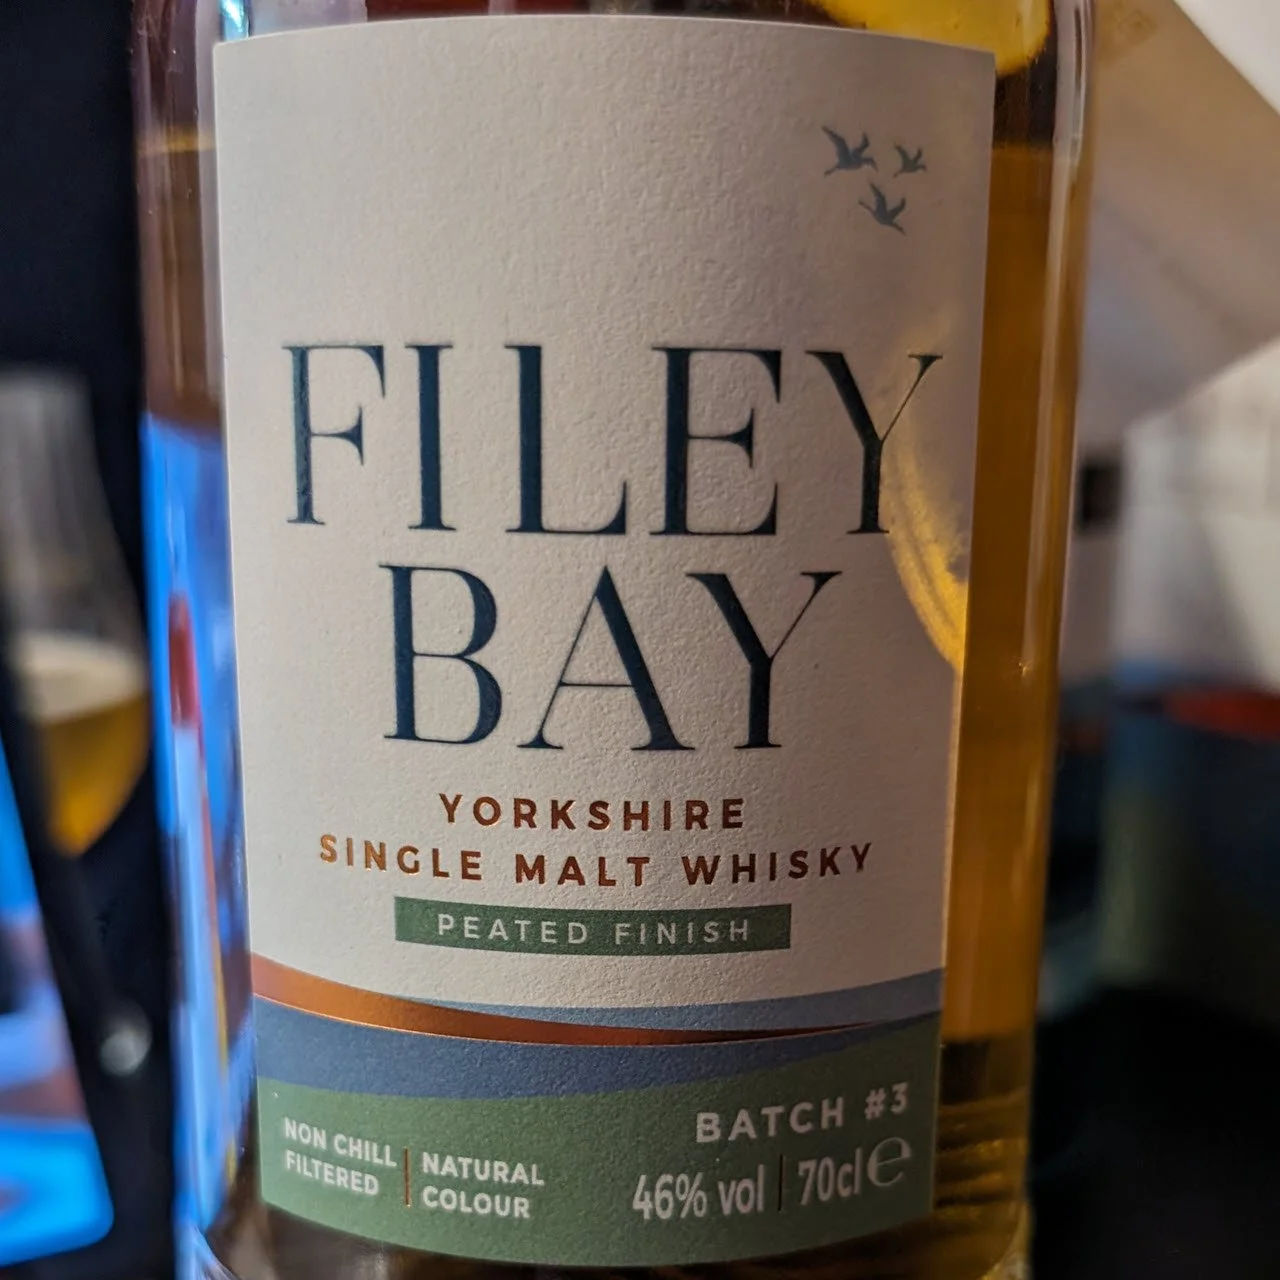 FILEY
BAY
YORKSHIRE
SINGLE MALT WHISKY
PEATED FINISH
BATCH #3
NON CHILL
FILTERED
NATURAL
COLOUR
46% vol 70cl ℮